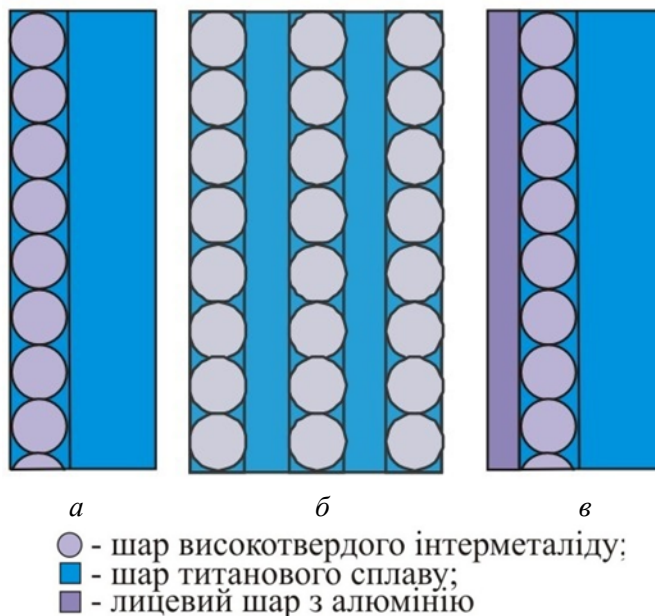 а б в
- шар високотвердого інтерметаліду;
- шар титанового сплаву;
- лицевий шар з алюмінію